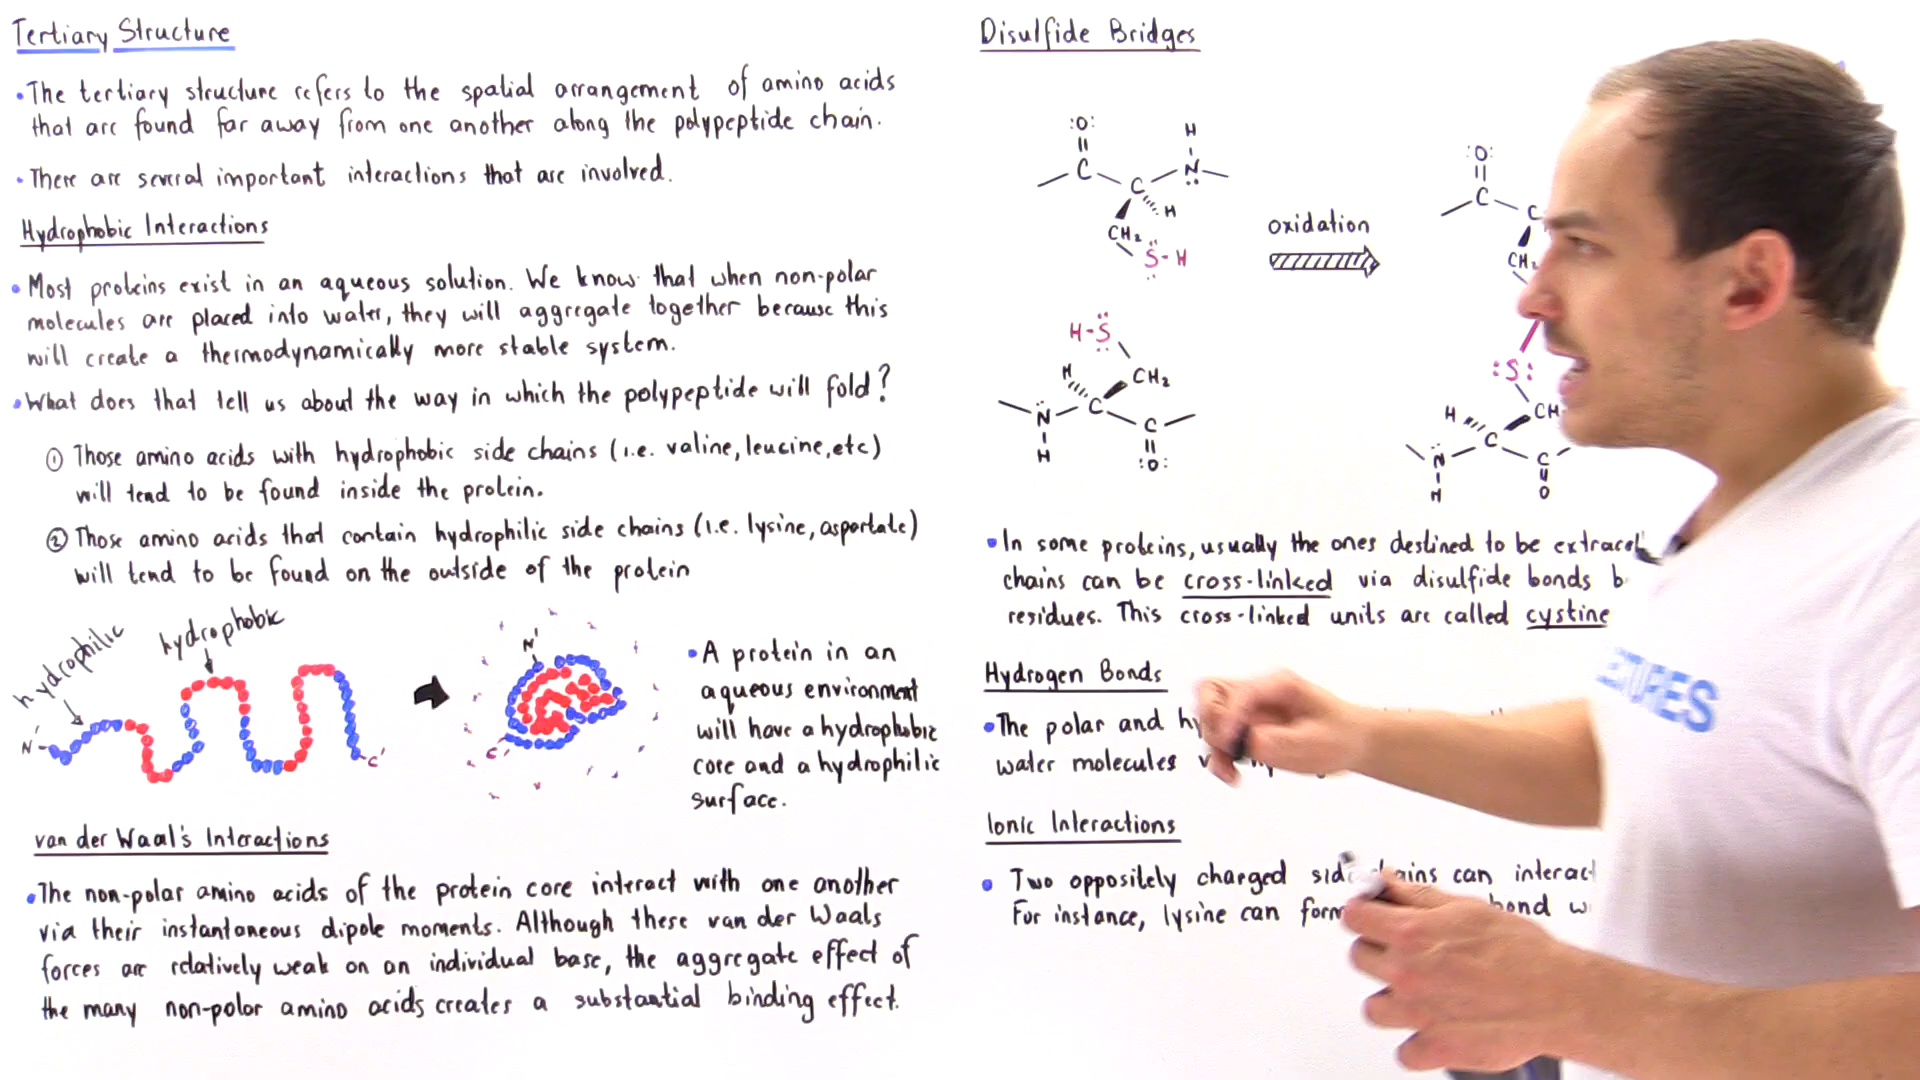 Tertiary Structure
•The tertiary structure refers to the spatial arrangement of amino acids
that are found far away from one another along the polypeptide chain.
•There are several important interactions that are involved.
Hydrophobic Interactions
•Most proteins exist in an aqueous solution. We know that when non-polar
molecules are placed into water, they will aggregate together because this
will create a thermodynamically more stable system.
•What does that tell us about the way in which the polypeptide will fold?
① Those amino acids with hydrophobic side chains (i.e. valine, leucine, etc)
will tend to be found inside the protein.
② Those amino acids that contain hydrophilic side chains (i.e. lysine, aspartate)
will tend to be found on the outside of the protein
hydrophilic
hydrophobic
N'
C'
N'
C'
•A protein in an
aqueous environment
will have a hydrophobic
core and a hydrophilic
surface.
van der Waal's Interactions
•The non-polar amino acids of the protein core interact with one another
via their instantaneous dipole moments. Although these van der Waals
forces are relatively weak on an individual base, the aggregate effect of
the many non-polar amino acids creates a substantial binding effect.
Disulfide Bridges
:O:
C
C
H
N
H
CH₂
S-H
oxidation
H-S
CH₂
H
C
N
H
C
:O:
:O:
C
C
CH₂
:S:
CH
H
C
N
H
C
O
•In some proteins, usually the ones destined to be
chains can be cross-linked via disulfide bonds
residues. This cross-linked units are called cystine
Hydrogen Bonds
•The polar and
water molecules
Ionic Interactions
•Two oppositely charged side chains can interact
For instance, lysine can form bond